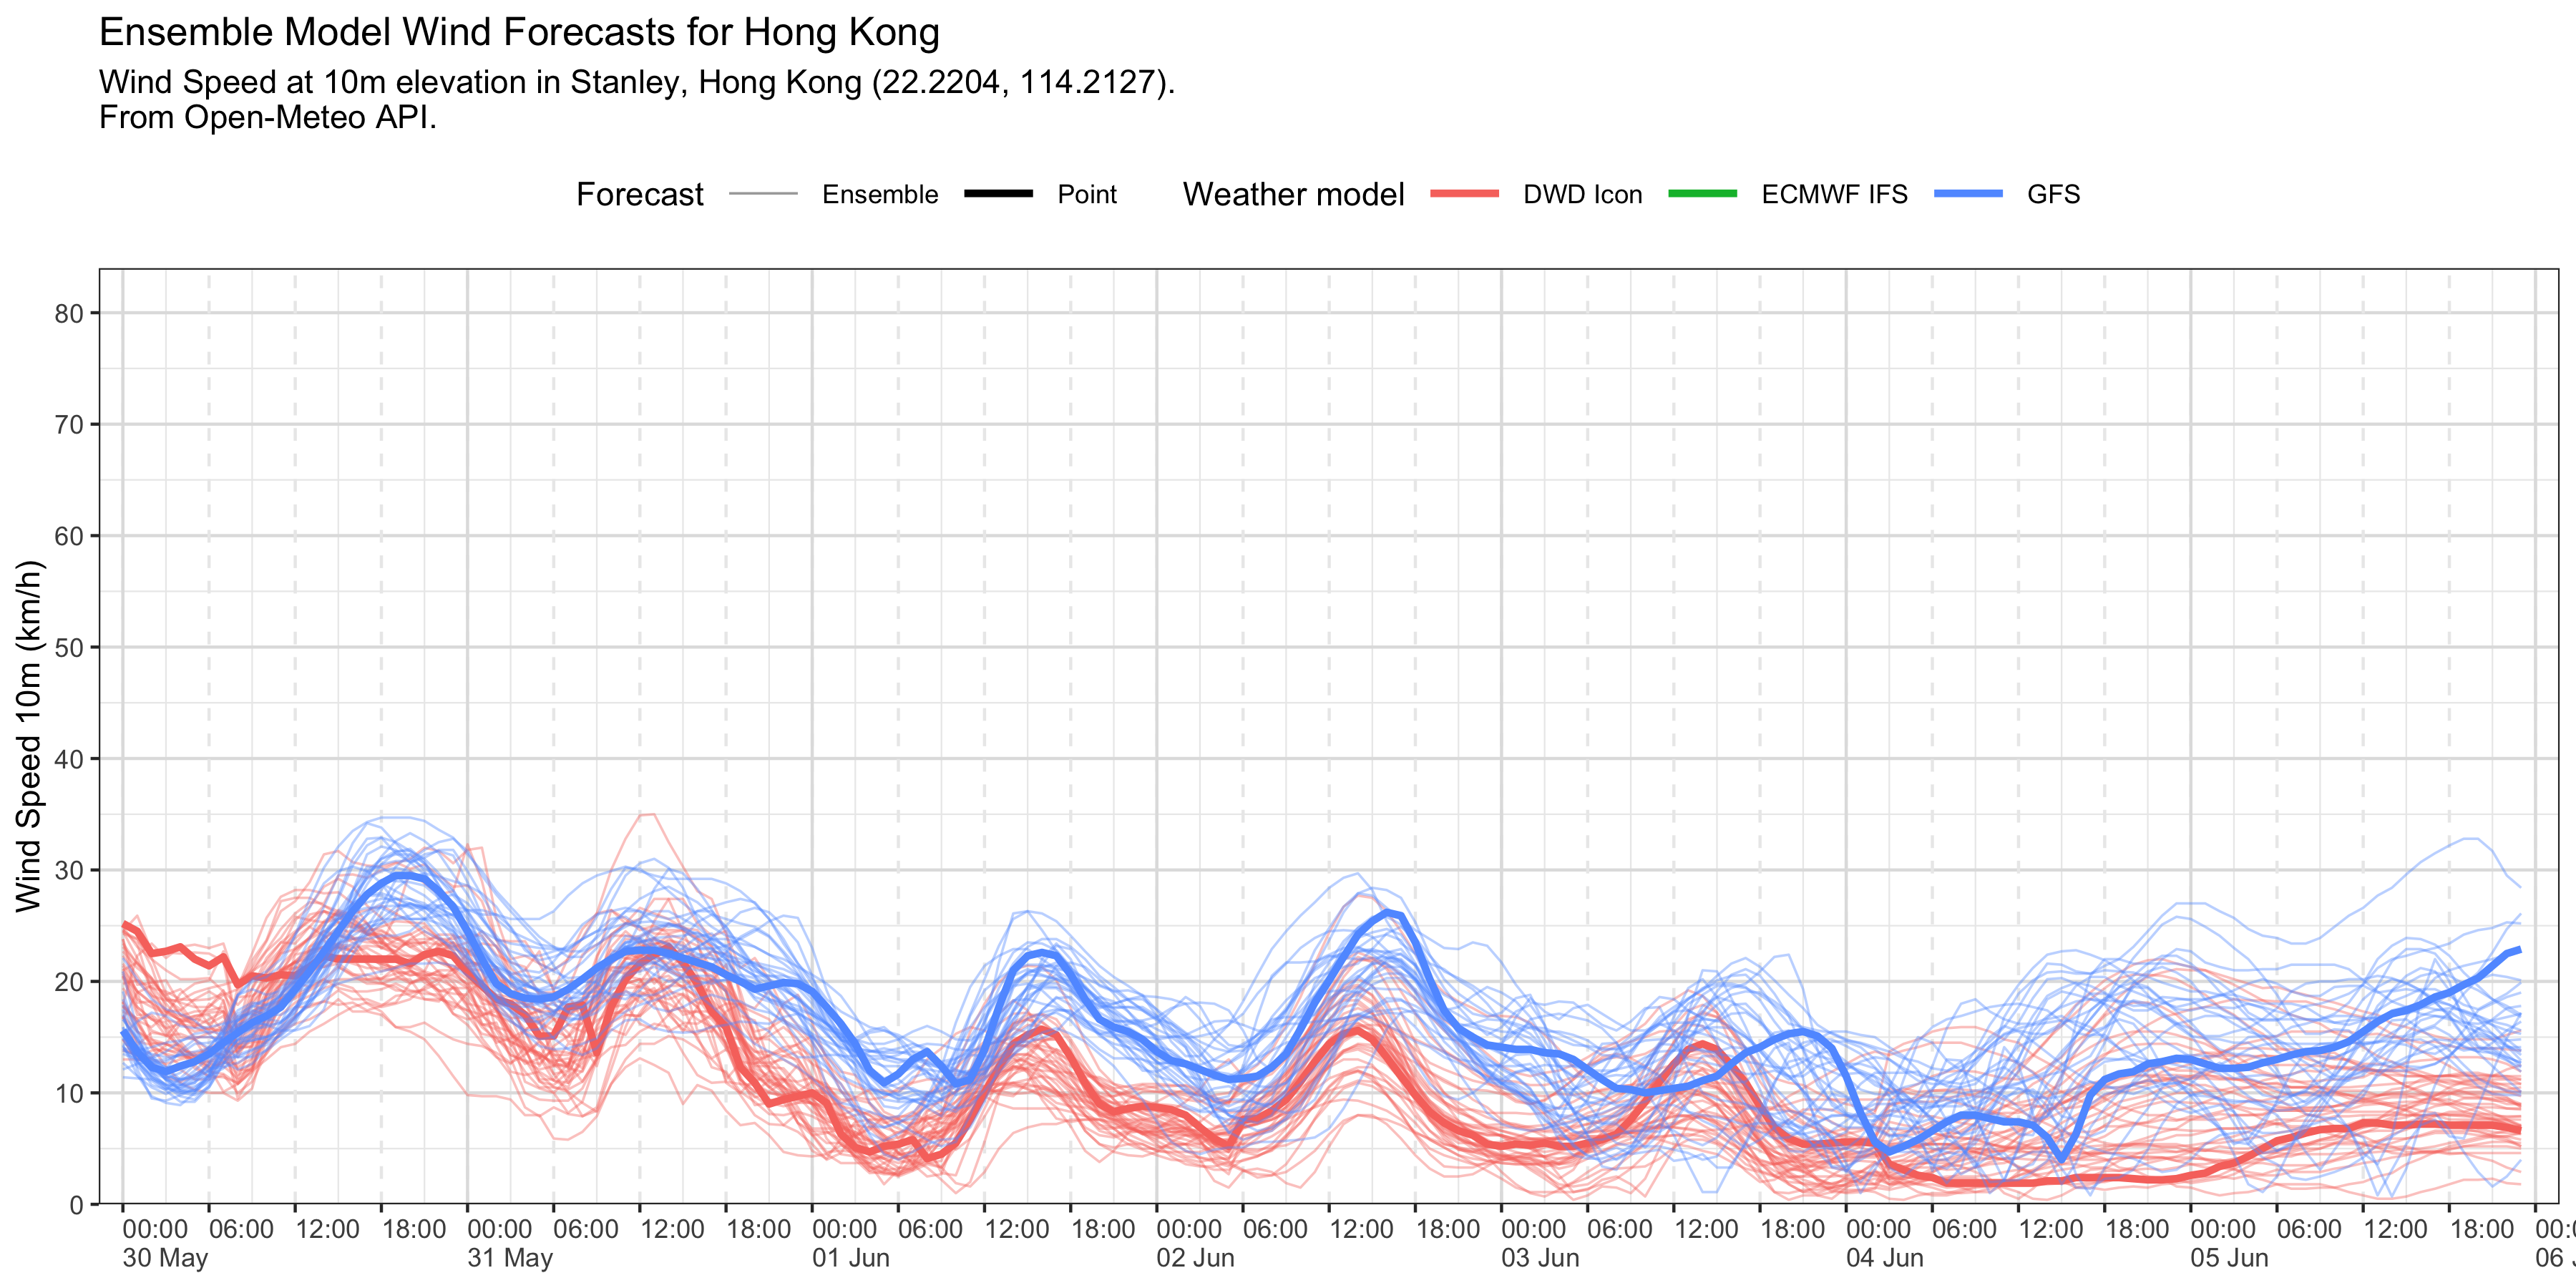 Ensemble Model Wind Forecasts for Hong Kong
Wind Speed at 10m elevation in Stanley, Hong Kong (22.2204, 114.2127).
From Open-Meteo API.
Forecast Ensemble Point Weather model DWD Icon ECMWF IFS GFS
Wind Speed 10m (km/h)
80
70
60
50
40
30
20
10
0
00:00 06:00 12:00 18:00 00:00 06:00 12:00 18:00 00:00 06:00 12:00 18:00 00:00 06:00 12:00 18:00 00:00 06:00 12:00 18:00 00:00 06:00 12:00 18:00 00:00 06:00 12:00 18:00
30 May 31 May 01 Jun 02 Jun 03 Jun 04 Jun 05 Jun 06